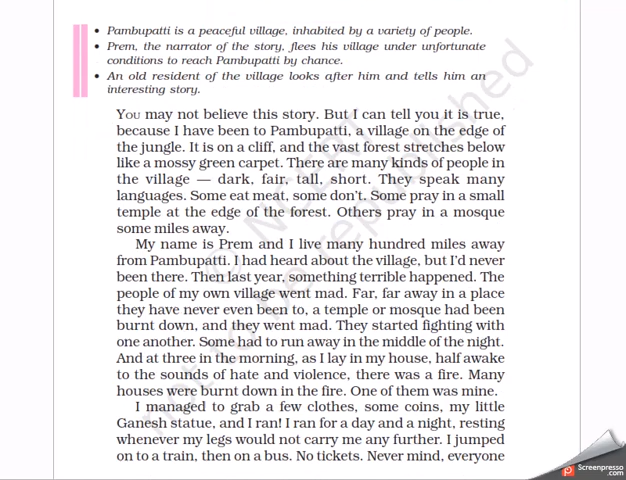 • Pambupatti is a peaceful village, inhabited by a variety of people.
• Prem, the narrator of the story, flees his village under unfortunate
conditions to reach Pambupatti by chance.
• An old resident of the village looks after him and tells him an
interesting story.
YOU may not believe this story. But I can tell you it is true,
because I have been to Pambupatti, a village on the edge of
the jungle. It is on a cliff, and the vast forest stretches below
like a mossy green carpet. There are many kinds of people in
the village — dark, fair, tall, short. They speak many
languages. Some eat meat, some don't. Some pray in a small
temple at the edge of the forest. Others pray in a mosque
some miles away.
My name is Prem and I live many hundred miles away
from Pambupatti. I had heard about the village, but I'd never
been there. Then last year, something terrible happened. The
people of my own village went mad. Far, far away in a place
they have never even been to, a temple or mosque had been
burnt down, and they went mad. They started fighting with
one another. Some had to run away in the middle of the night.
And at three in the morning, as I lay in my house, half awake
to the sounds of hate and violence, there was a fire. Many
houses were burnt down in the fire. One of them was mine.
I managed to grab a few clothes, some coins, my little
Ganesh statue, and I ran! I ran for a day and a night, resting
whenever my legs would not carry me any further. I jumped
on to a train, then on a bus. No tickets. Never mind, everyone
© NCERT
not to be republished
Screenpresso
.com